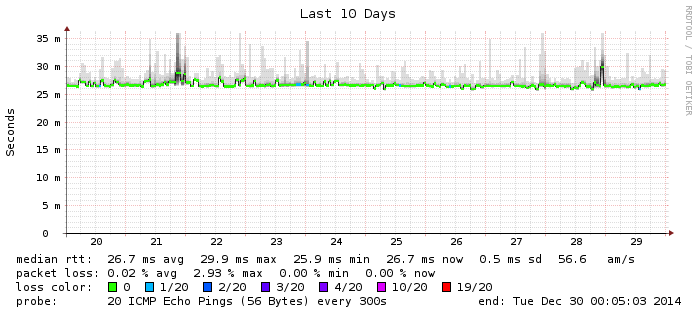 Last 10 Days
RRDTOOL / TOBI OETIKER
Seconds
35 m
30 m
25 m
20 m
15 m
10 m
5 m
0
20 21 22 23 24 25 26 27 28 29
median rtt: 26.7 ms avg 29.9 ms max 25.9 ms min 26.7 ms now 0.5 ms sd 56.6 am/s
packet loss: 0.02 % avg 2.93 % max 0.00 % min 0.00 % now
loss color: 0 1/20 2/20 3/20 4/20 10/20 19/20
probe: 20 ICMP Echo Pings (56 Bytes) every 300s end: Tue Dec 30 00:05:03 2014